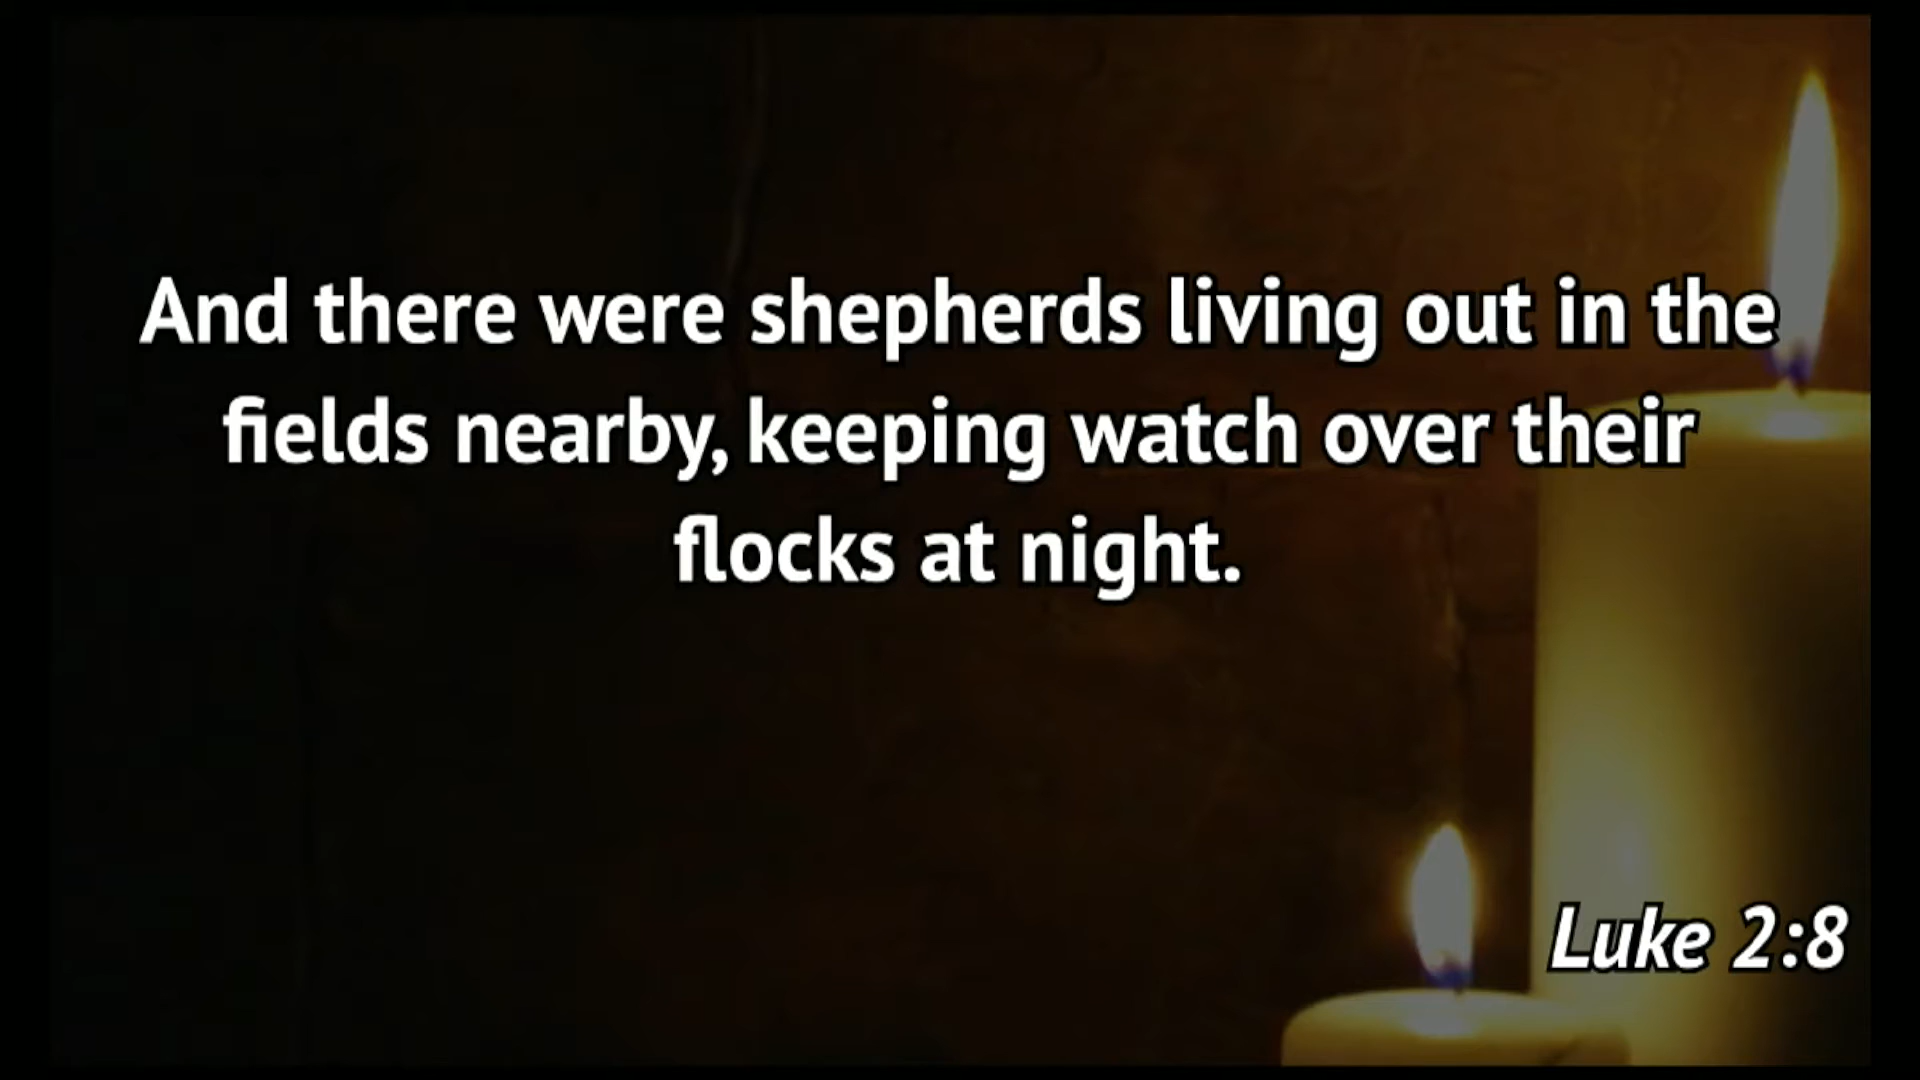 And there were shepherds living out in the
fields nearby, keeping watch over their
flocks at night.
Luke 2:8